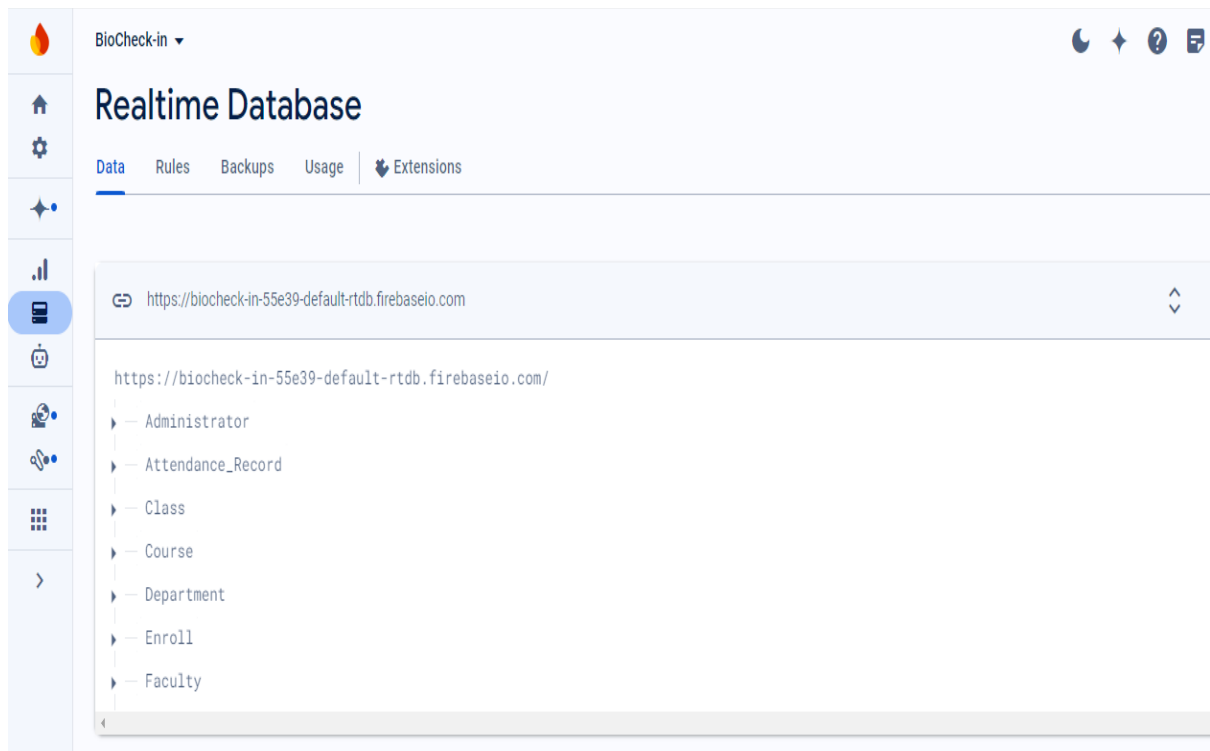 BioCheck-in
Realtime Database
Data Rules Backups Usage Extensions
https://biocheck-in-55e39-default-rtdb.firebaseio.com
https://biocheck-in-55e39-default-rtdb.firebaseio.com/
Administrator
Attendance_Record
Class
Course
Department
Enroll
Faculty